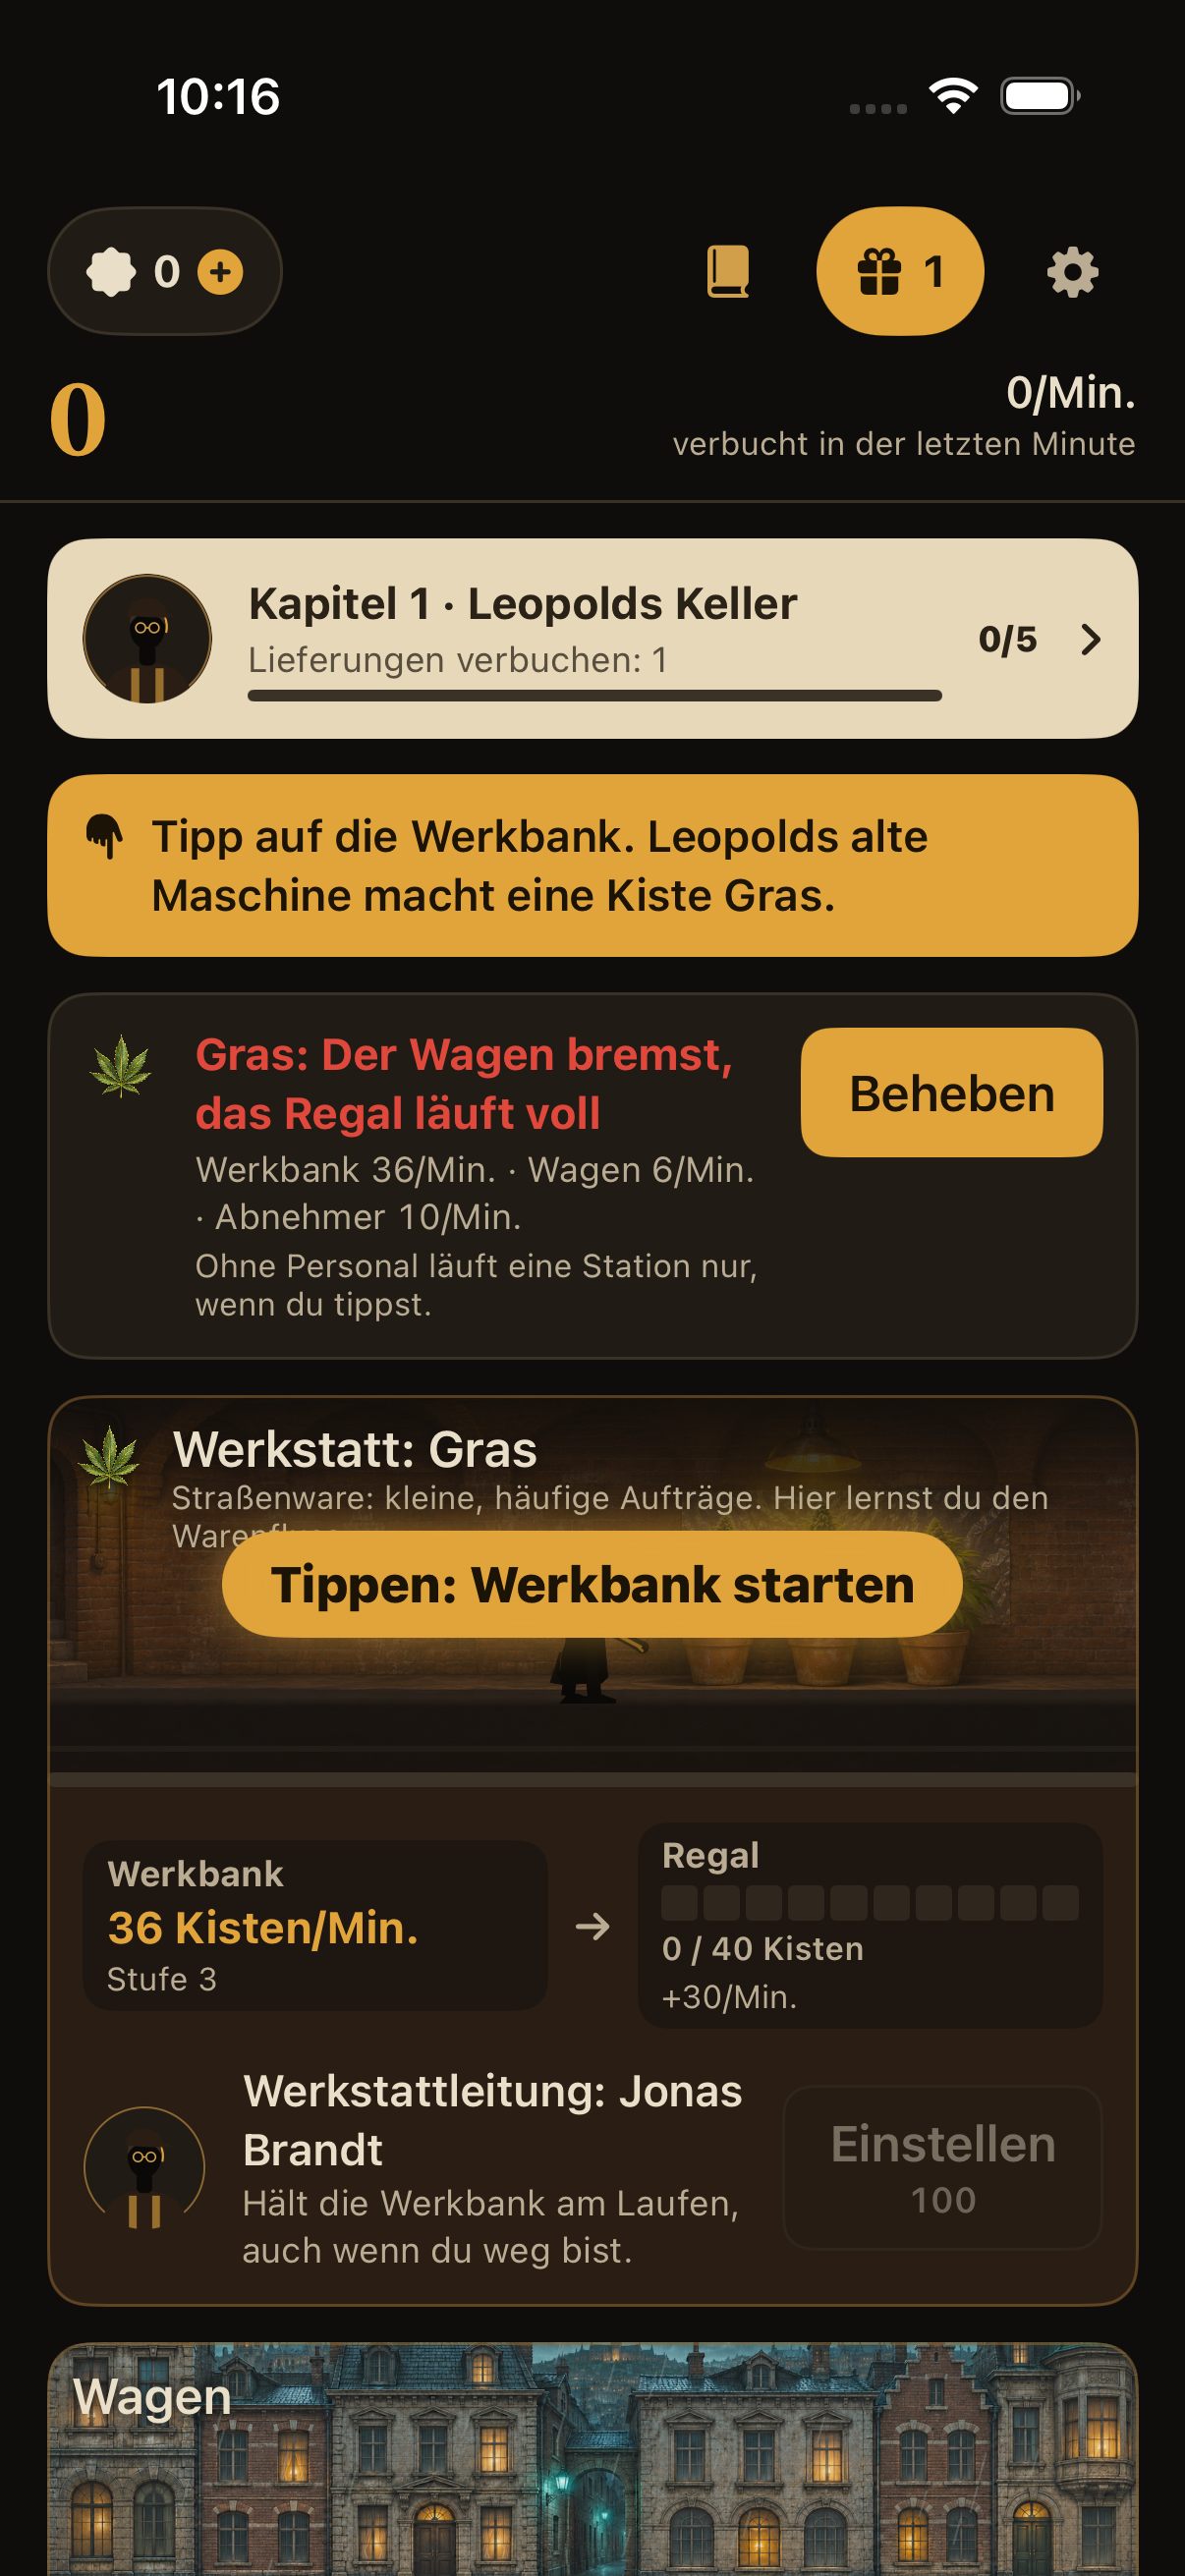 10:16
0
1
0
0/Min.
verbucht in der letzten Minute
Kapitel 1 · Leopolds Keller
Lieferungen verbuchen: 1
0/5
Tipp auf die Werkbank. Leopolds alte
Maschine macht eine Kiste Gras.
Gras: Der Wagen bremst,
das Regal läuft voll
Beheben
Werkbank 36/Min. · Wagen 6/Min.
· Abnehmer 10/Min.
Ohne Personal läuft eine Station nur,
wenn du tippst.
Werkstatt: Gras
Straßenware: kleine, häufige Aufträge. Hier lernst du den
Tippen: Werkbank starten
Werkbank
36 Kisten/Min.
Stufe 3
Regal
0 / 40 Kisten
+30/Min.
Werkstattleitung: Jonas
Brandt
Hält die Werkbank am Laufen,
auch wenn du weg bist.
Einstellen
100
Wagen